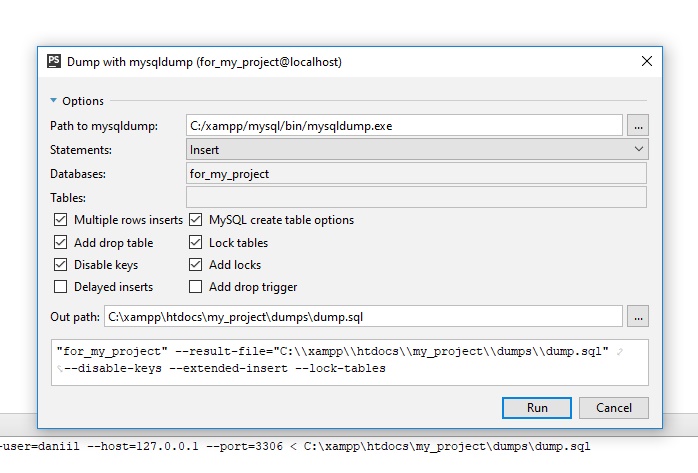 PS Dump with mysqldump (for_my_project@localhost)
Options
Path to mysqldump: C:/xampp/mysql/bin/mysqldump.exe ...
Statements: Insert
Databases: for_my_project
Tables:
Multiple rows inserts MySQL create table options
Add drop table Lock tables
Disable keys Add locks
Delayed inserts Add drop trigger
Out path: C:\xampp\htdocs\my_project\dumps\dump.sql ...
"for_my_project" --result-file="C:\\xampp\\htdocs\\my_project\\dumps\\dump.sql"
--disable-keys --extended-insert --lock-tables
Run Cancel
-user=daniil --host=127.0.0.1 --port=3306 < C:\xampp\htdocs\my_project\dumps\dump.sql